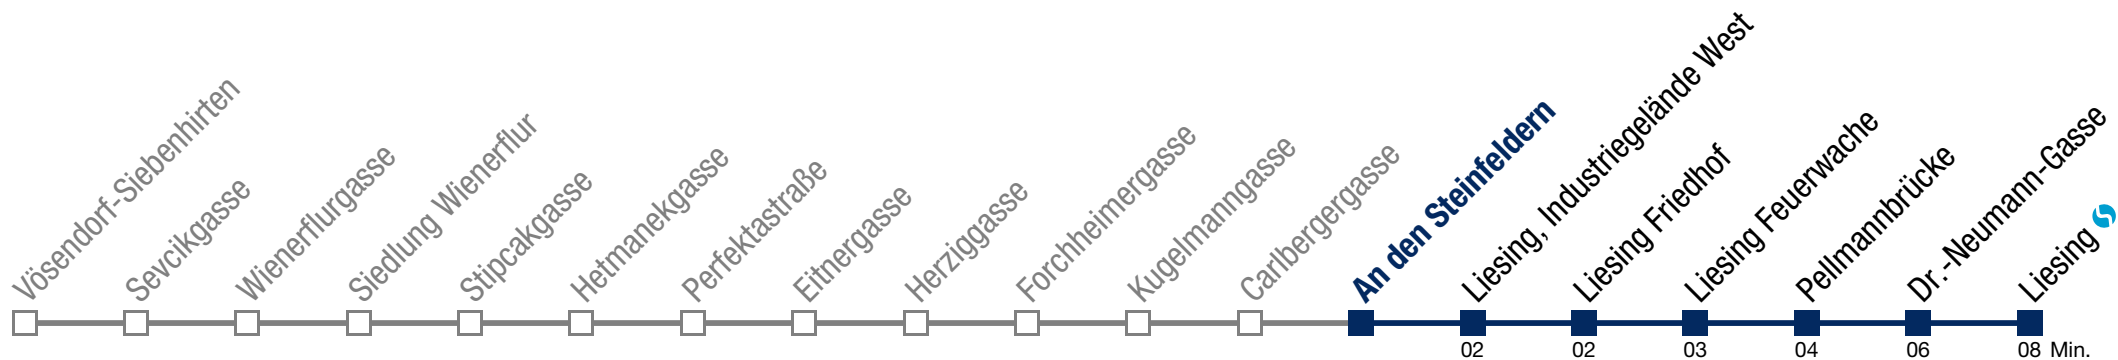 Vösendorf-Siebenhirten
Sevcikgasse
Wienerflurgasse
Siedlung Wienerflur
Stipcakgasse
Hetmanekgasse
Perfektastraße
Eitnergasse
Herziggasse
Forchheimergasse
Kugelmanngasse
Carlbergergasse
An den Steinfeldern
Liesing, Industriegelände West
Liesing Friedhof
Liesing Feuerwache
Pellmannbrücke
Dr.-Neumann-Gasse
Liesing
02 02 03 04 06 08 Min.